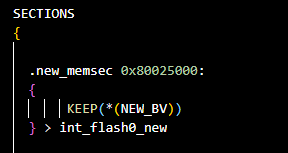 SECTIONS
{
.new_memsec 0x80025000:
{
KEEP(*(NEW_BV))
} > int_flash0_new